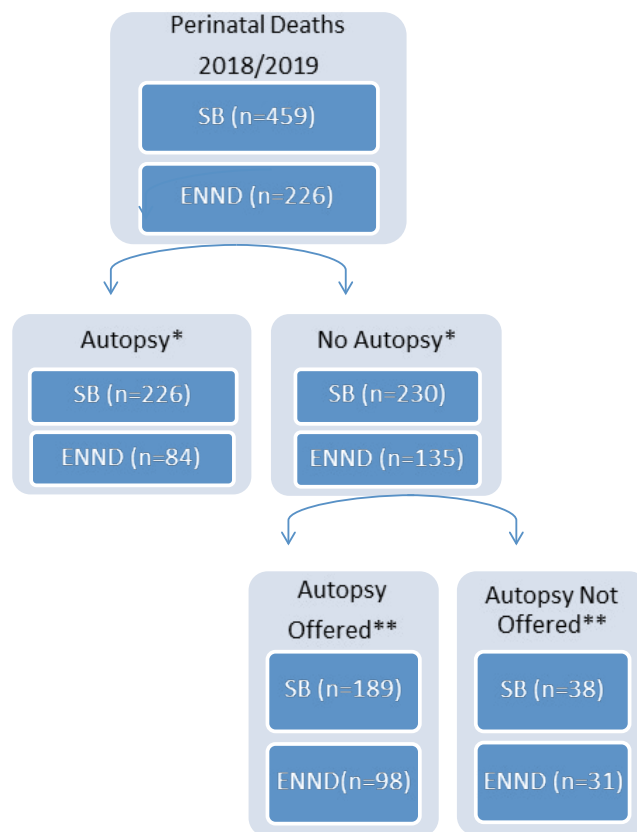 Perinatal Deaths
2018/2019
SB (n=459)
ENND (n=226)
Autopsy*
SB (n=226)
ENND (n=84)
No Autopsy*
SB (n=230)
ENND (n=135)
Autopsy
Offered**
SB (n=189)
ENND(n=98)
Autopsy Not
Offered**
SB (n=38)
ENND (n=31)